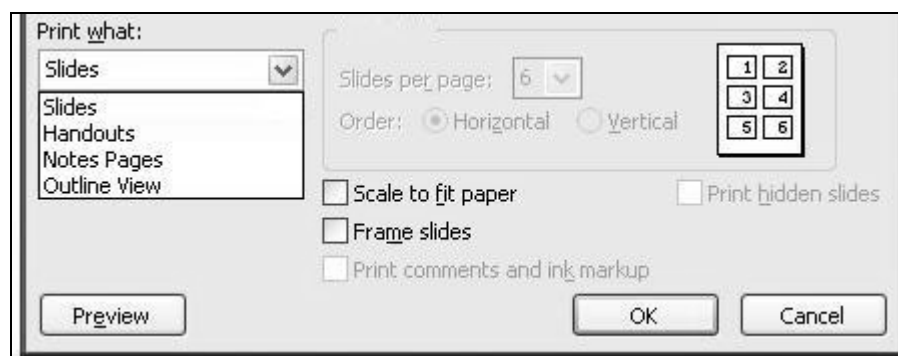 Print what:
Slides
Slides
Handouts
Notes Pages
Outline View
Slides per page: 6
Order: Horizontal Vertical
1 2
3 4
5 6
Scale to fit paper
Print hidden slides
Frame slides
Print comments and ink markup
Preview
OK
Cancel